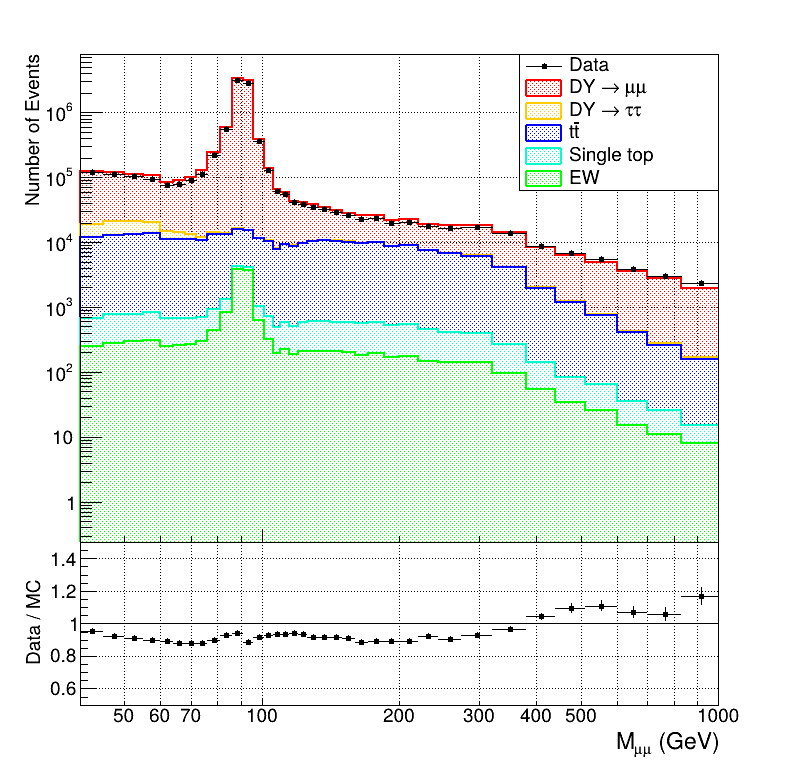 Number of Events
10⁶
10⁵
10⁴
10³
10²
10
1
Data
DY → μμ
DY → ττ
tt̄
Single top
EW
Data / MC
1.4
1.2
1
0.8
0.6
50 60 70 100 200 300 400 500 1000
M_μμ (GeV)